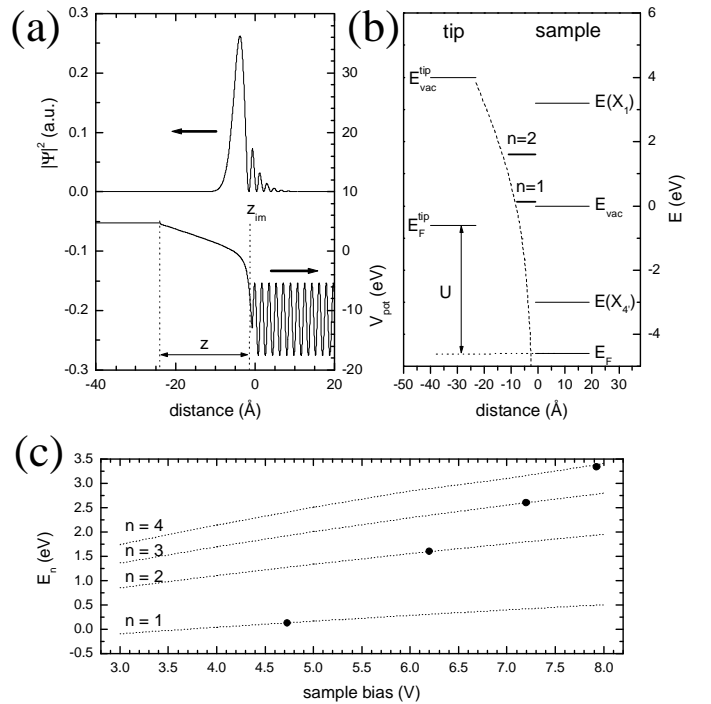 (a)
0.3
0.2
0.1
0.0
-0.1
-0.2
-0.3
|Ψ|²(a.u.)
30
20
10
0
-10
-20
V_pot (eV)
z_im
z
-40
-20
0
20
distance (Å)
(b)
tip
sample
E_vac^tip
E_F^tip
U
n=2
n=1
E(X₁)
E_vac
E(X₄')
E_F
6
4
2
0
-2
-4
E (eV)
-50 -40 -30 -20 -10 0 10 20 30
distance (Å)
(c)
3.5
3.0
2.5
2.0
1.5
1.0
0.5
0.0
-0.5
E_n (eV)
n = 4
n = 3
n = 2
n = 1
3.0 3.5 4.0 4.5 5.0 5.5 6.0 6.5 7.0 7.5 8.0
sample bias (V)